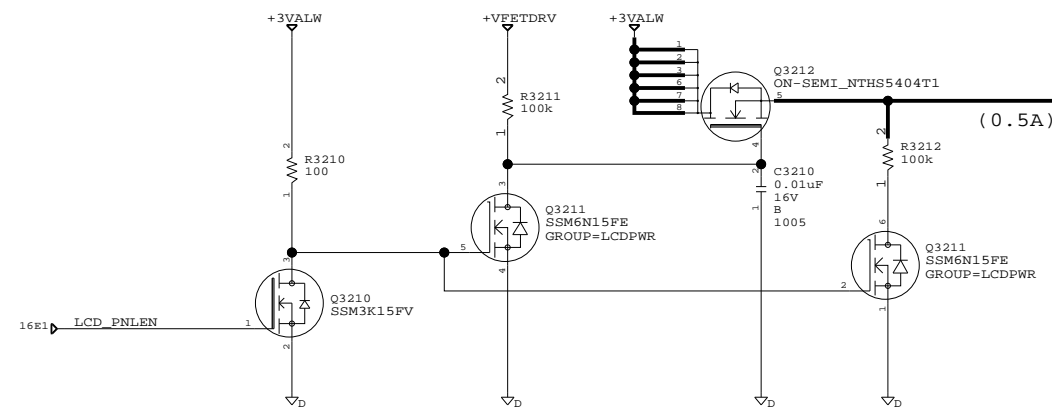 +3VALW
+VFETDRV
+3VALW
1
2
3
6
7
8
Q3212
ON-SEMI_NTHS5404T1
5
4
(0.5A)
2
R3211
100k
1
2
R3210
100
1
2
R3212
100k
1
2
C3210
0.01uF
16V
B
1005
1
3
Q3211
SSM6N15FE
GROUP=LCDPWR
5
4
6
Q3211
SSM6N15FE
GROUP=LCDPWR
2
1
3
Q3210
SSM3K15FV
16E1
LCD_PNLEN
1
2
D
D
D
D